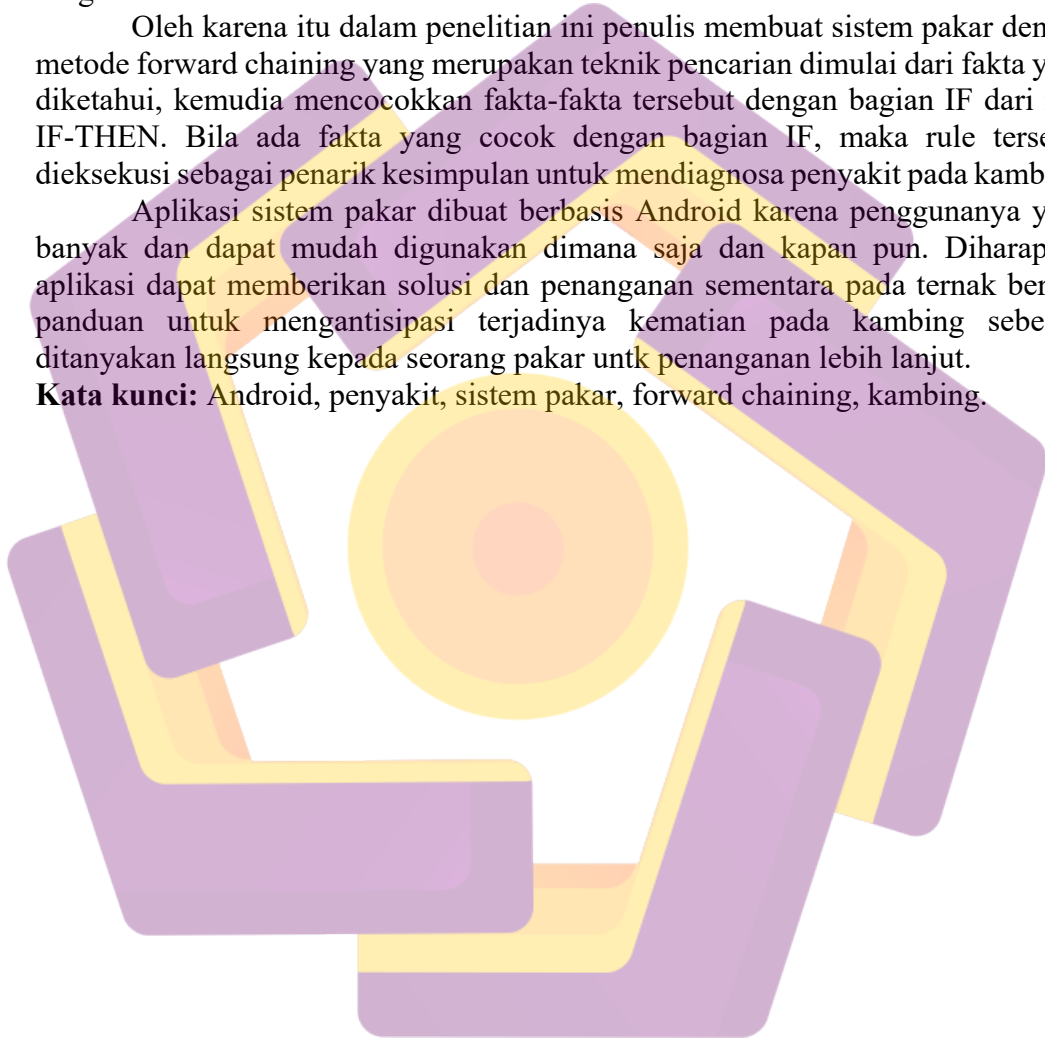 Oleh karena itu dalam penelitian ini penulis membuat sistem pakar den
metode forward chaining yang merupakan teknik pencarian dimulai dari fakta y
diketahui, kemudia mencocokkan fakta-fakta tersebut dengan bagian IF dari
IF-THEN. Bila ada fakta yang cocok dengan bagian IF, maka rule terse
dieksekusi sebagai penarik kesimpulan untuk mendiagnosa penyakit pada kamb
Aplikasi sistem pakar dibuat berbasis Android karena penggunanya y
banyak dan dapat mudah digunakan dimana saja dan kapan pun. Diharap
aplikasi dapat memberikan solusi dan penanganan sementara pada ternak ber
panduan untuk mengantisipasi terjadinya kematian pada kambing sebe
ditanyakan langsung kepada seorang pakar untk penanganan lebih lanjut.
Kata kunci: Android, penyakit, sistem pakar, forward chaining, kambing.